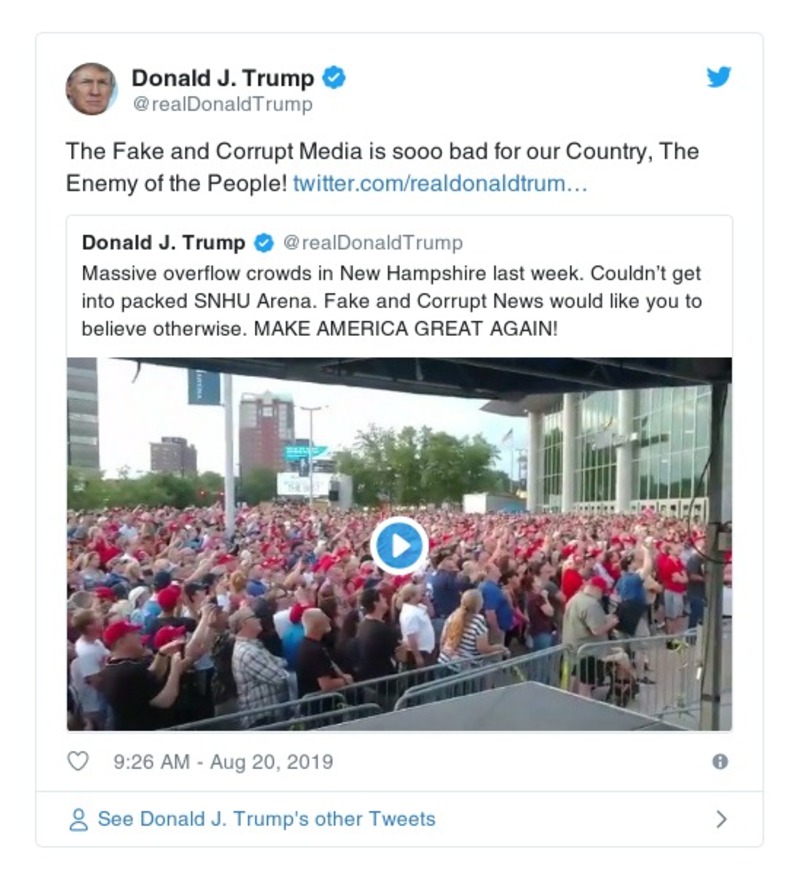 Donald J. Trump
@realDonaldTrump
The Fake and Corrupt Media is sooo bad for our Country, The
Enemy of the People! twitter.com/realdonaldtrum…
Donald J. Trump @realDonaldTrump
Massive overflow crowds in New Hampshire last week. Couldn’t get
into packed SNHU Arena. Fake and Corrupt News would like you to
believe otherwise. MAKE AMERICA GREAT AGAIN!
9:26 AM - Aug 20, 2019
See Donald J. Trump's other Tweets